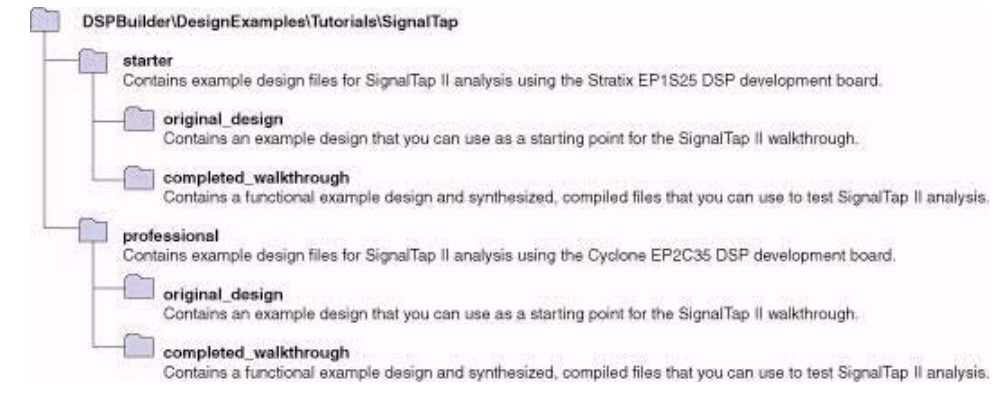 DSPBuilder\DesignExamples\Tutorials\SignalTap
starter
Contains example design files for SignalTap II analysis using the Stratix EP1S25 DSP development board.
original_design
Contains an example design that you can use as a starting point for the SignalTap II walkthrough.
completed_walkthrough
Contains a functional example design and synthesized, compiled files that you can use to test SignalTap II analysis.
professional
Contains example design files for SignalTap II analysis using the Cyclone EP2C35 DSP development board.
original_design
Contains an example design that you can use as a starting point for the SignalTap II walkthrough.
completed_walkthrough
Contains a functional example design and synthesized, compiled files that you can use to test SignalTap II analysis.